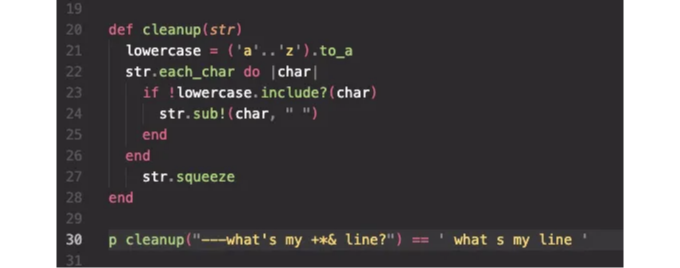 19
20 def cleanup(str)
21 lowercase = ('a'..'z').to_a
22 str.each_char do |char|
23 if !lowercase.include?(char)
24 str.sub!(char, " ")
25 end
26 end
27 str.squeeze
28 end
29
30 p cleanup("---what's my +*& line?") == ' what s my line '
31